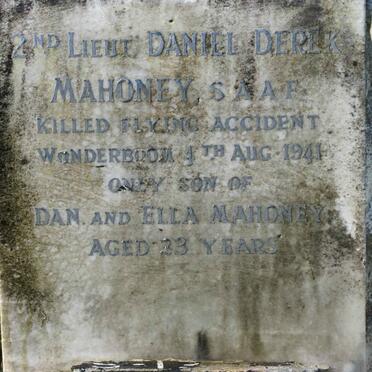 2ND LIEUT DANIEL DEREK
MAHONEY, S.A.A.F.
KILLED FLYING ACCIDENT
WONDERBOOM 4TH AUG 1941
ONLY SON OF
DAN AND ELLA MAHONEY
AGED 23 YEARS